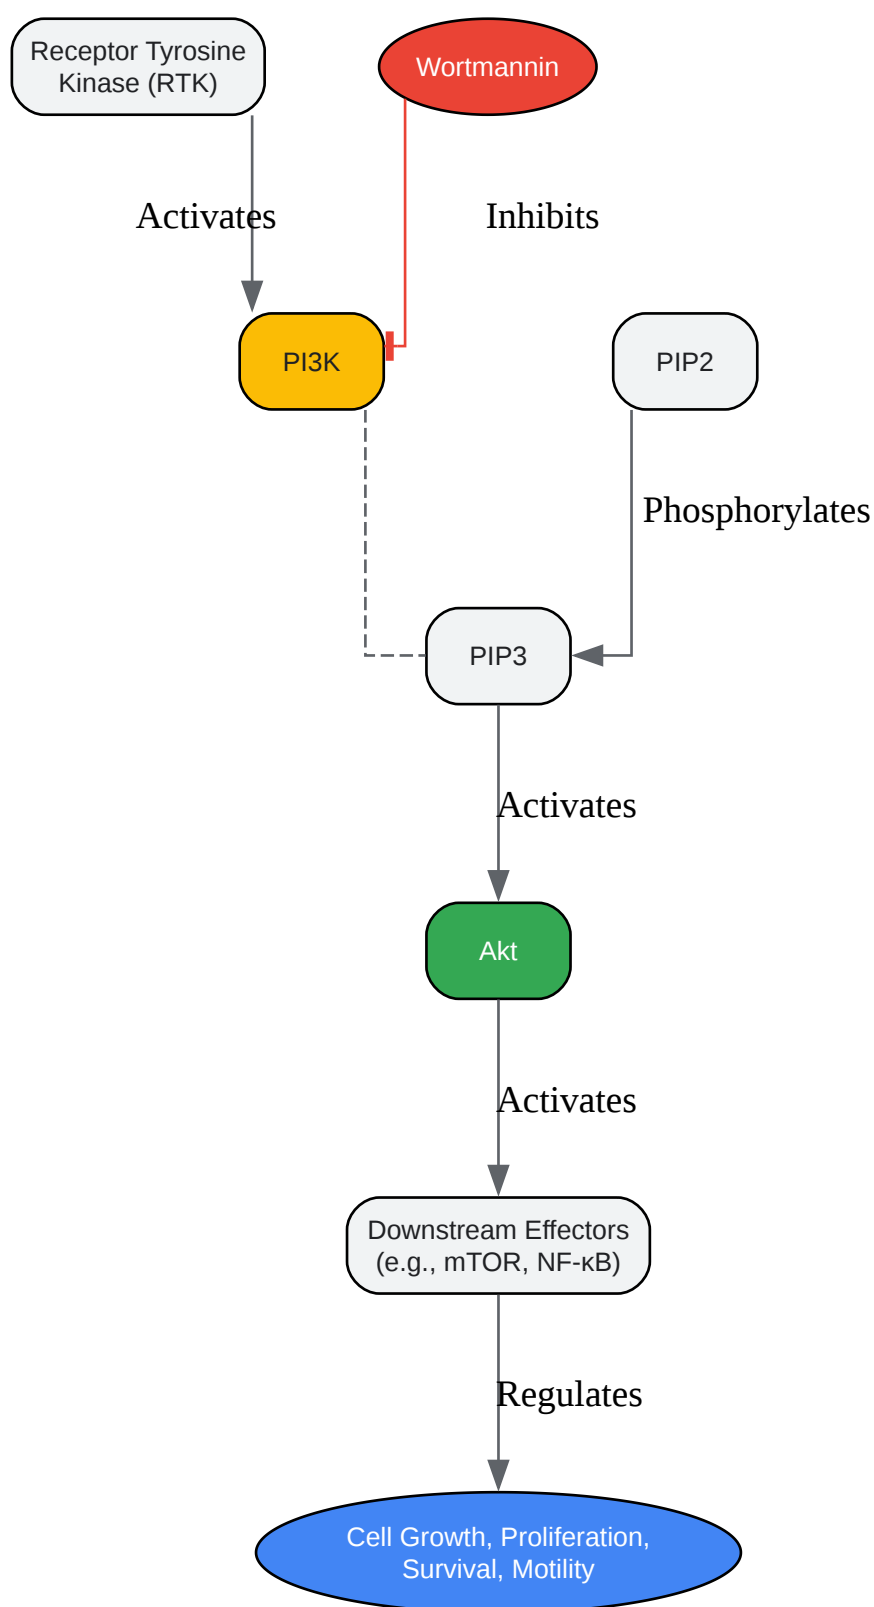 Receptor Tyrosine
Kinase (RTK)
Wortmannin
Activates
Inhibits
PI3K
PIP2
Phosphorylates
PIP3
Activates
Akt
Activates
Downstream Effectors
(e.g., mTOR, NF-κB)
Regulates
Cell Growth, Proliferation,
Survival, Motility